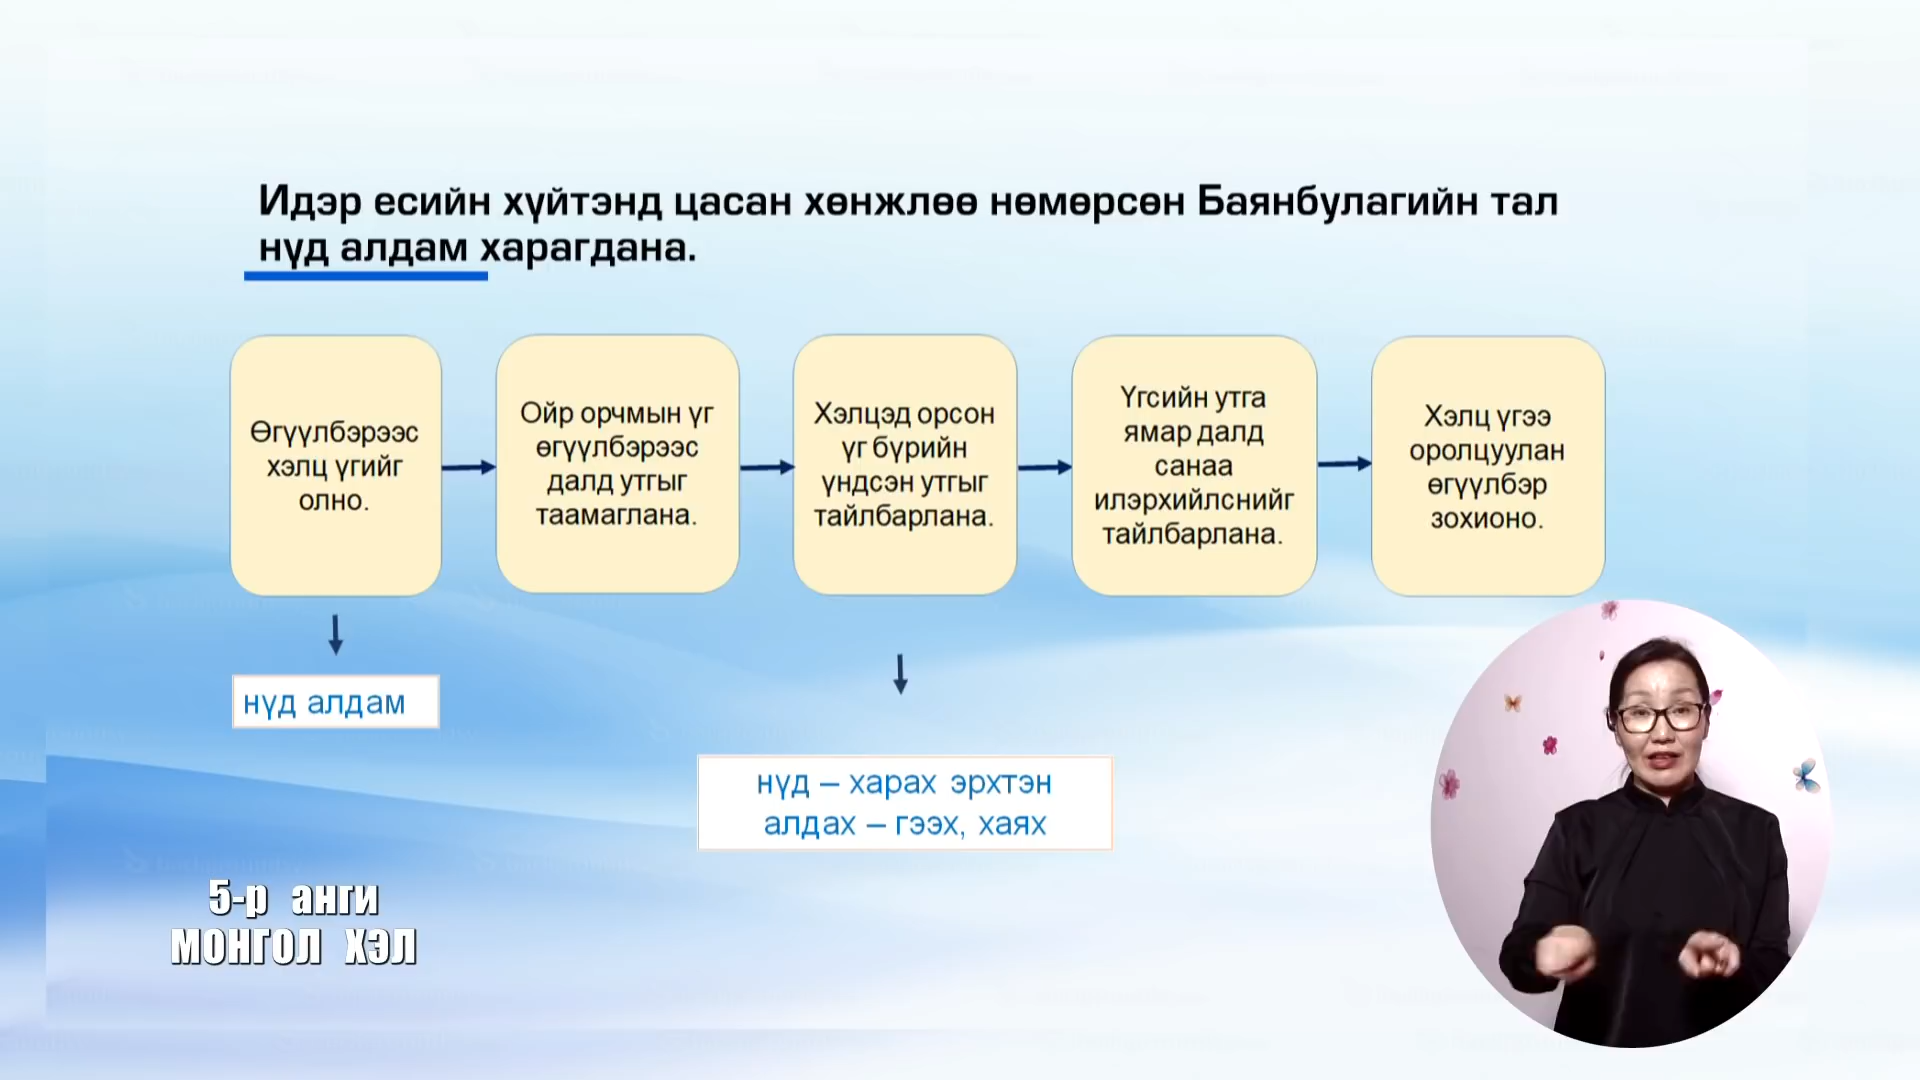 Идэр есийн хүйтэнд цасан хөнжлөө нөмөрсөн Баянбулагийн тал
нүд алдам харагдана.
Өгүүлбэрээс
хэлц үгийг
олно.
Ойр орчмын үг
өгүүлбэрээс
далд утгыг
таамаглана.
Хэлцэд орсон
үг бүрийн
үндсэн утгыг
тайлбарлана.
Үгсийн утга
ямар далд
санаа
илэрхийлснийг
тайлбарлана.
Хэлц үгээ
оролцуулан
өгүүлбэр
зохионо.
нүд алдам
нүд – харах эрхтэн
алдах – гээх, хаях
5-р анги
МОНГОЛ ХЭЛ